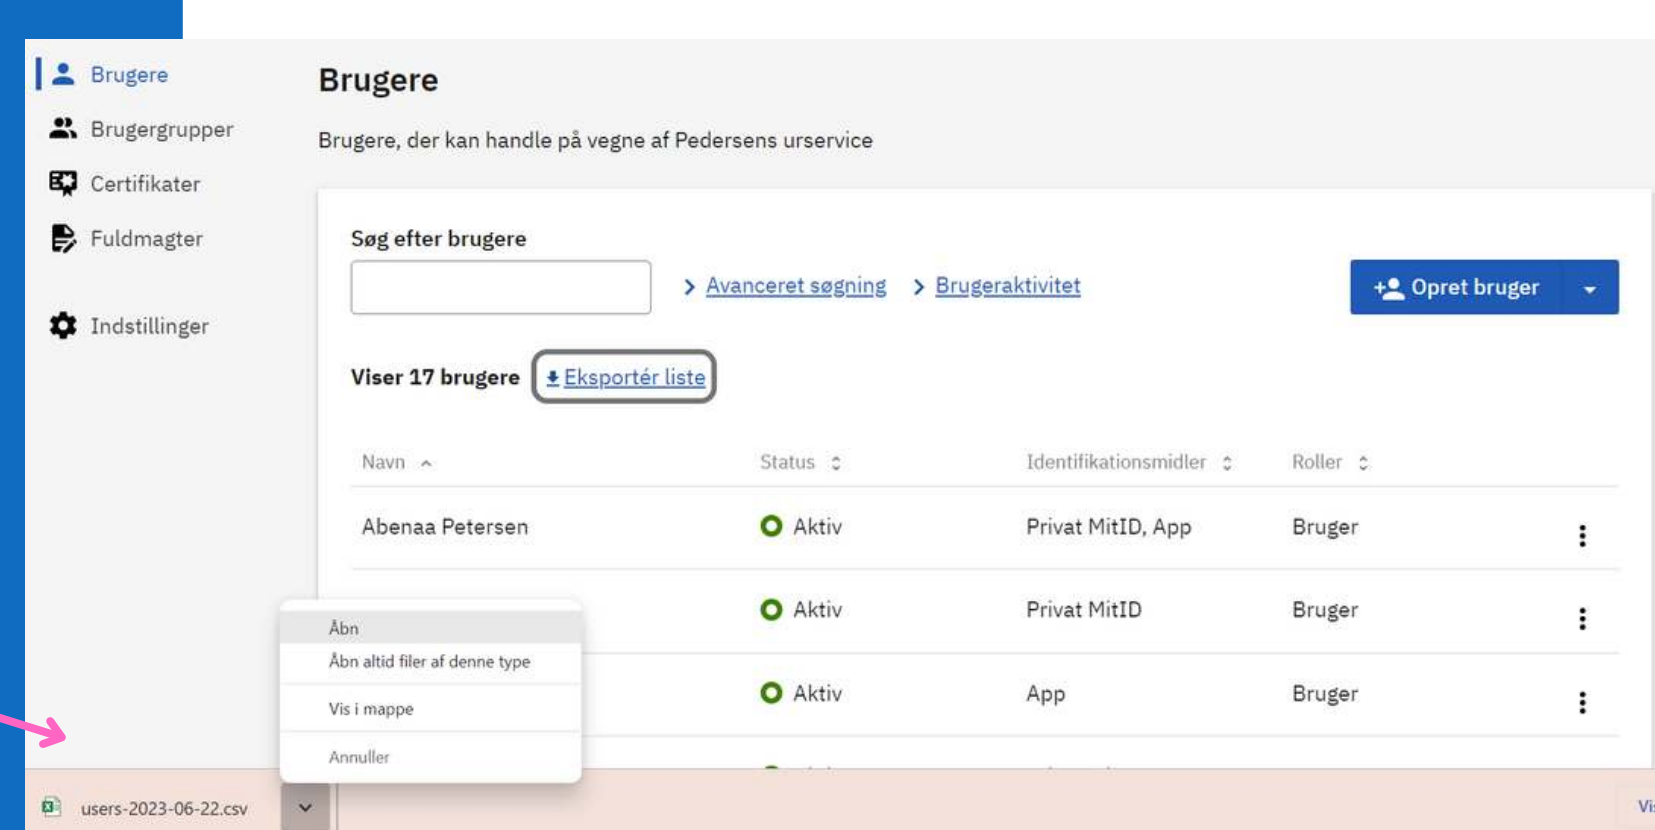 Brugere
Brugergrupper
Certifikater
Fuldmagter
Indstillinger
Brugere
Brugere, der kan handle på vegne af Pedersens urservice
Søg efter brugere
Avanceret søgning
Brugeraktivitet
Opret bruger
Viser 17 brugere
Eksportér liste
Navn Status Identifikationsmidler Roller
Abenaa Petersen Aktiv Privat MitID, App Bruger
Aktiv Privat MitID Bruger
Aktiv App Bruger
Åbn
Åbn altid filer af denne type
Vis i mappe
Annuller
users-2023-06-22.csv